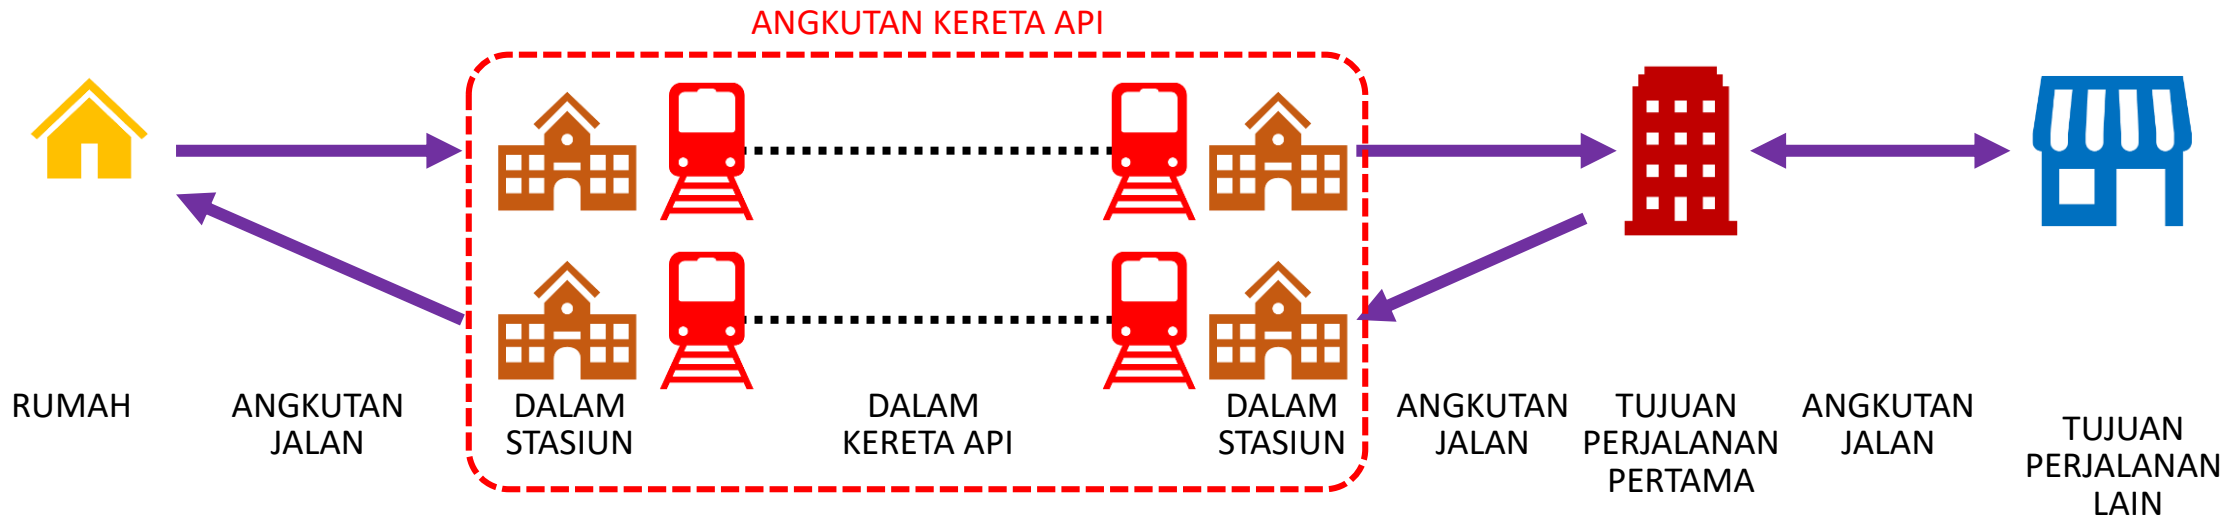 ANGKUTAN KERETA API
RUMAH
ANGKUTAN
JALAN
DALAM
STASIUN
DALAM
KERETA API
DALAM
STASIUN
ANGKUTAN
JALAN
TUJUAN
PERJALANAN
PERTAMA
ANGKUTAN
JALAN
TUJUAN
PERJALANAN
LAIN